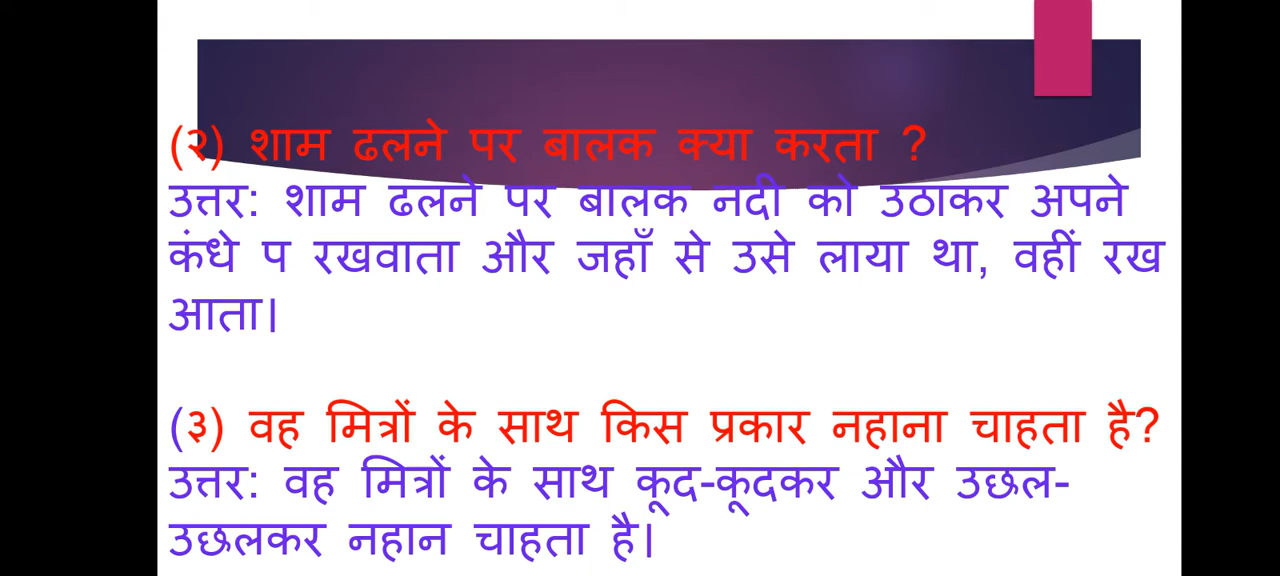 (२) शाम ढलने पर बालक क्या करता ?
उत्तर: शाम ढलने पर बालक नदी को उठाकर अपने
कंधे प रखवाता और जहाँ से उसे लाया था, वहीं रख
आता।
(३) वह मित्रों के साथ किस प्रकार नहाना चाहता है?
उत्तर: वह मित्रों के साथ कूद-कूदकर और उछल-
उछलकर नहान चाहता है।